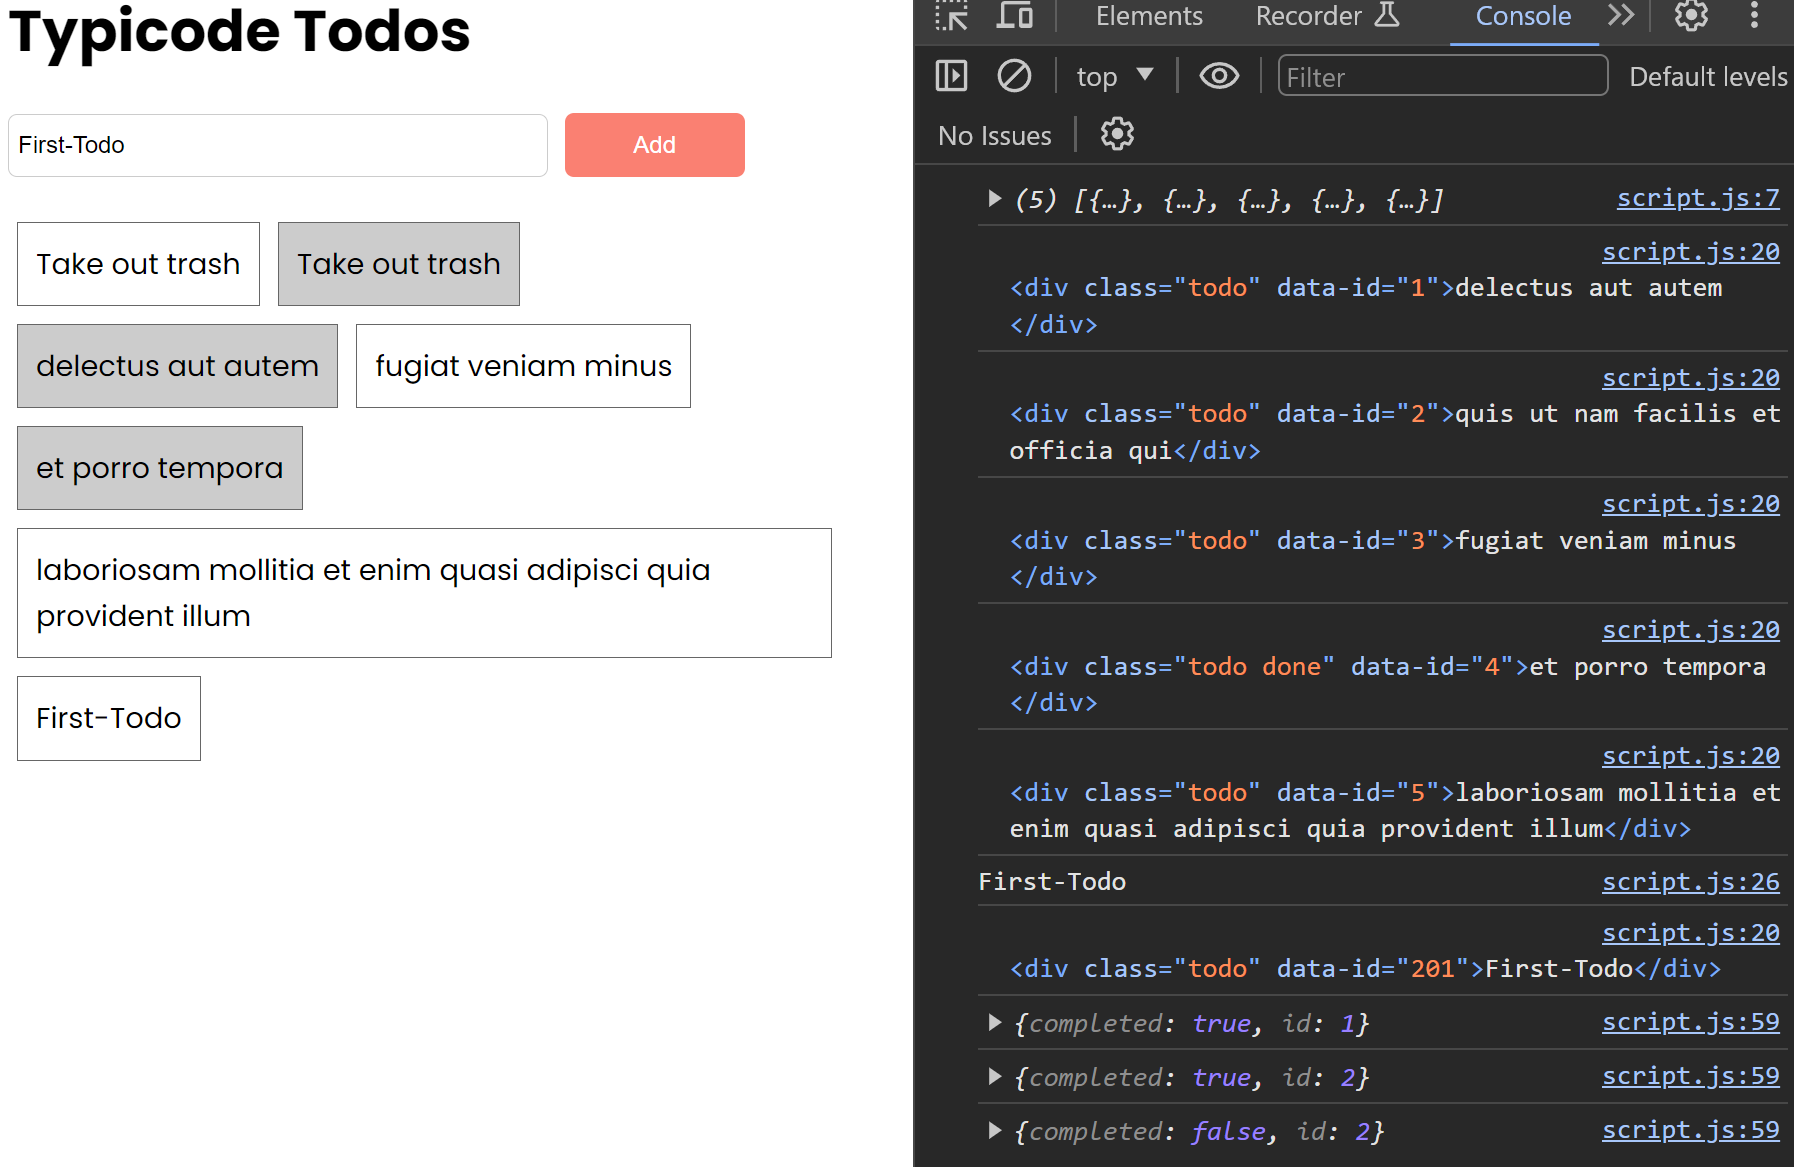 Typicode Todos
First-Todo
Add
Take out trash
Take out trash
delectus aut autem
fugiat veniam minus
et porro tempora
laboriosam mollitia et enim quasi adipisci quia
provident illum
First-Todo
Elements Recorder Console
top Filter Default levels
No Issues
(5) [{…}, {…}, {…}, {…}, {…}] script.js:7
script.js:20
<div class="todo" data-id="1">delectus aut autem
</div>
script.js:20
<div class="todo" data-id="2">quis ut nam facilis et
officia qui</div>
script.js:20
<div class="todo" data-id="3">fugiat veniam minus
</div>
script.js:20
<div class="todo done" data-id="4">et porro tempora
</div>
script.js:20
<div class="todo" data-id="5">laboriosam mollitia et
enim quasi adipisci quia provident illum</div>
First-Todo script.js:26
script.js:20
<div class="todo" data-id="201">First-Todo</div>
{completed: true, id: 1} script.js:59
{completed: true, id: 2} script.js:59
{completed: false, id: 2} script.js:59